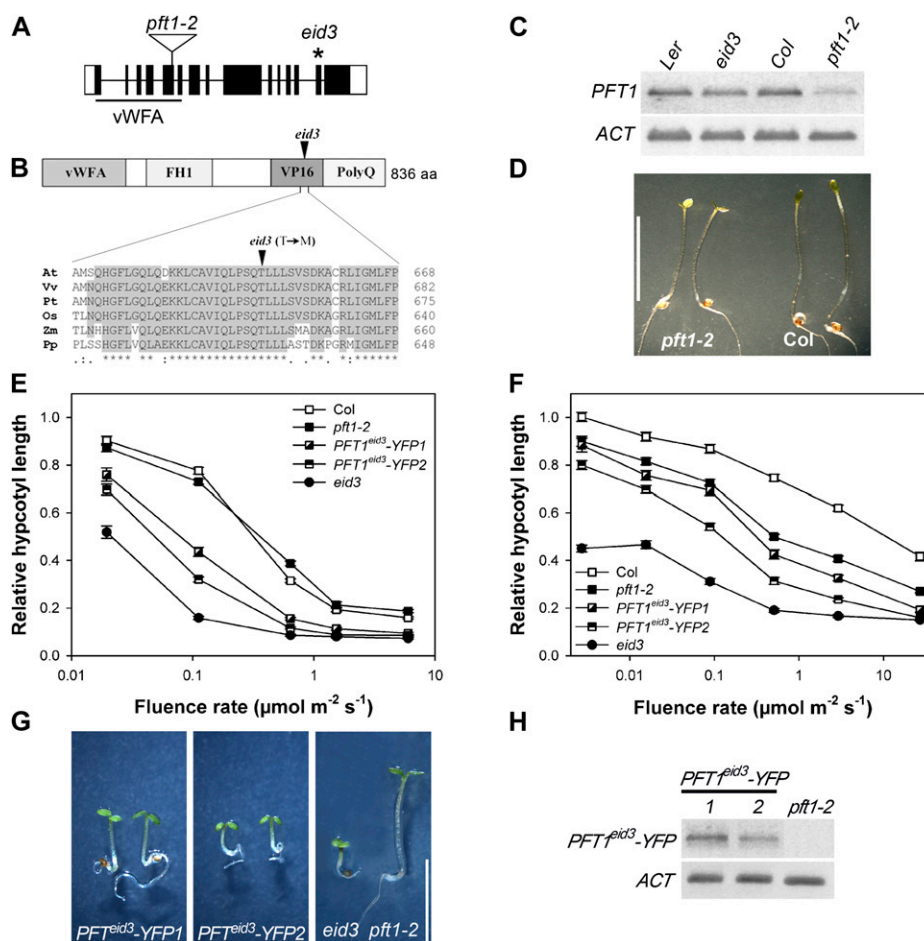 A
pft1-2
eid3
*
vWFA
B
eid3
vWFA FH1 VP16 PolyQ 836 aa
eid3 (T→M)
At AMSQHGFLGQLQDKKLCAVIQLPSQTLLLSVSDKACRLIGMLFP 668
Vv AMNQHGFLGQLQEKKLCAVIQLPSQTLLLSVSDKACRLIGMLFP 682
Pt AMNQHGFLGQLQEKKLCAVIQLPSQTLLLSVSDKACRLIGMLFP 675
Os TLNQHGFLGQLQEKKLCAVIQLPSQTLLLSVSDKAGRLIGMLFP 640
Zm TLNHHGFLVQLQEKKLCAVIQLPSQTLLLSMADKAGRLIGMLFP 660
Pp PLSSHGFLVQLAEKKLCAVIQLPSQTLLLASTDKPGRMIGMLFP 648
C
Ler eid3 Col pft1-2
PFT1
ACT
D
pft1-2 Col
E
Relative hypcotyl length
1.0
0.8
0.6
0.4
0.2
0.0
Col
pft1-2
PFT1eid3-YFP1
PFT1eid3-YFP2
eid3
0.01 0.1 1 10
Fluence rate (µmol m-2 s-1)
F
Relative hypcotyl length
1.0
0.8
0.6
0.4
0.2
0.0
Col
pft1-2
PFT1eid3-YFP1
PFT1eid3-YFP2
eid3
0.01 0.1 1 10
Fluence rate (µmol m-2 s-1)
G
PFTeid3-YFP1 PFTeid3-YFP2 eid3 pft1-2
H
PFT1eid3-YFP
1 2 pft1-2
PFT1eid3-YFP
ACT